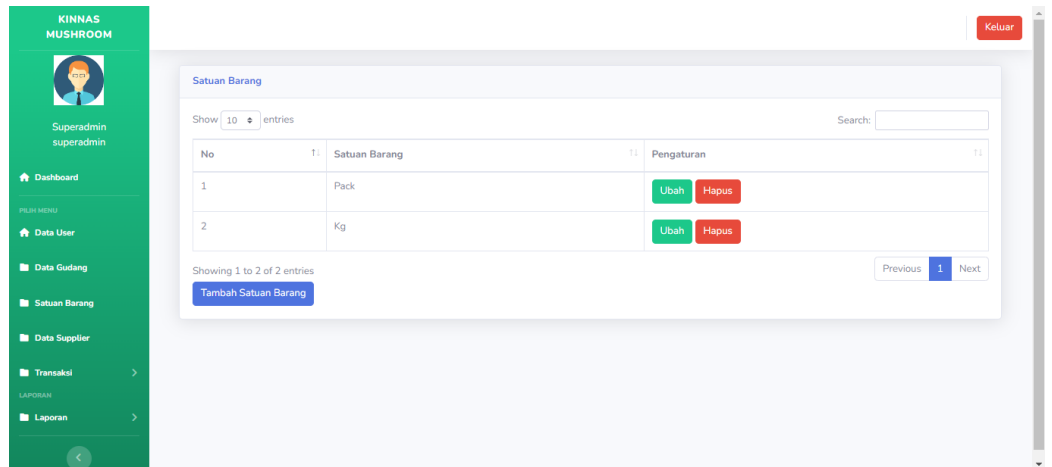 KINNAS
MUSHROOM
Superadmin
superadmin
Dashboard
PILIH MENU
Data User
Data Gudang
Satuan Barang
Data Supplier
Transaksi
LAPORAN
Laporan
Keluar
Satuan Barang
Show 10 entries Search:
No Satuan Barang Pengaturan
1 Pack Ubah Hapus
2 Kg Ubah Hapus
Showing 1 to 2 of 2 entries Previous 1 Next
Tambah Satuan Barang